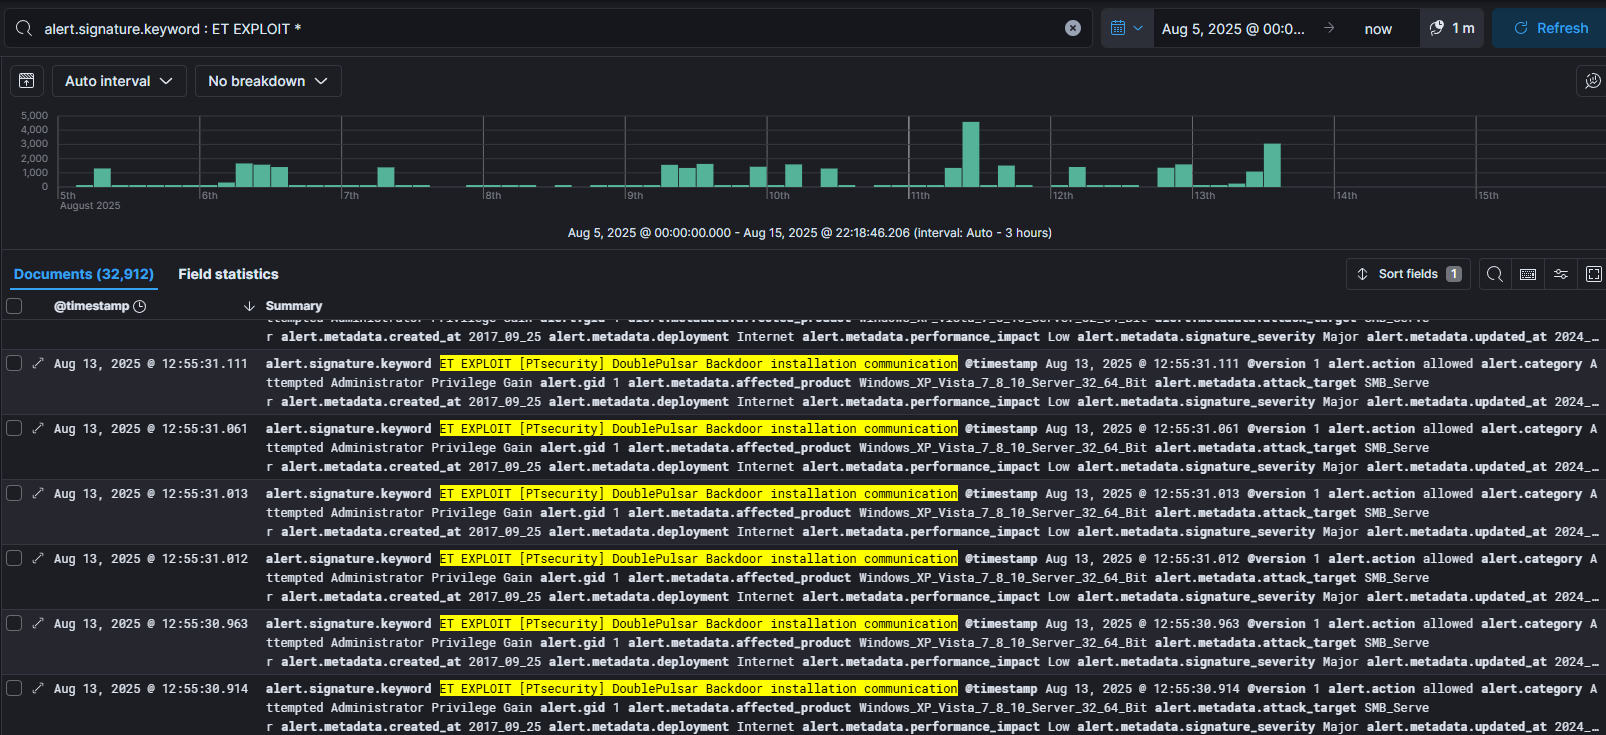 alert.signature.keyword : ET EXPLOIT *
Aug 5, 2025 @ 00:0... → now
1 m
Refresh
Auto interval
No breakdown
5,000
4,000
3,000
2,000
1,000
0
5th 6th 7th 8th 9th 10th 11th 12th 13th 14th 15th
August 2025
Aug 5, 2025 @ 00:00:00.000 - Aug 15, 2025 @ 22:18:46.206 (interval: Auto - 3 hours)
Documents (32,912) Field statistics
Sort fields 1
@timestamp Summary
r alert.metadata.created_at 2017_09_25 alert.metadata.deployment Internet alert.metadata.performance_impact Low alert.metadata.signature_severity Major alert.metadata.updated_at 2024_…
Aug 13, 2025 @ 12:55:31.111 alert.signature.keyword ET EXPLOIT [PTsecurity] DoublePulsar Backdoor installation communication @timestamp Aug 13, 2025 @ 12:55:31.111 @version 1 alert.action allowed alert.category A
ttempted Administrator Privilege Gain alert.gid 1 alert.metadata.affected_product Windows_XP_Vista_7_8_10_Server_32_64_Bit alert.metadata.attack_target SMB_Serve
r alert.metadata.created_at 2017_09_25 alert.metadata.deployment Internet alert.metadata.performance_impact Low alert.metadata.signature_severity Major alert.metadata.updated_at 2024_…
Aug 13, 2025 @ 12:55:31.061 alert.signature.keyword ET EXPLOIT [PTsecurity] DoublePulsar Backdoor installation communication @timestamp Aug 13, 2025 @ 12:55:31.061 @version 1 alert.action allowed alert.category A
ttempted Administrator Privilege Gain alert.gid 1 alert.metadata.affected_product Windows_XP_Vista_7_8_10_Server_32_64_Bit alert.metadata.attack_target SMB_Serve
r alert.metadata.created_at 2017_09_25 alert.metadata.deployment Internet alert.metadata.performance_impact Low alert.metadata.signature_severity Major alert.metadata.updated_at 2024_…
Aug 13, 2025 @ 12:55:31.013 alert.signature.keyword ET EXPLOIT [PTsecurity] DoublePulsar Backdoor installation communication @timestamp Aug 13, 2025 @ 12:55:31.013 @version 1 alert.action allowed alert.category A
ttempted Administrator Privilege Gain alert.gid 1 alert.metadata.affected_product Windows_XP_Vista_7_8_10_Server_32_64_Bit alert.metadata.attack_target SMB_Serve
r alert.metadata.created_at 2017_09_25 alert.metadata.deployment Internet alert.metadata.performance_impact Low alert.metadata.signature_severity Major alert.metadata.updated_at 2024_…
Aug 13, 2025 @ 12:55:31.012 alert.signature.keyword ET EXPLOIT [PTsecurity] DoublePulsar Backdoor installation communication @timestamp Aug 13, 2025 @ 12:55:31.012 @version 1 alert.action allowed alert.category A
ttempted Administrator Privilege Gain alert.gid 1 alert.metadata.affected_product Windows_XP_Vista_7_8_10_Server_32_64_Bit alert.metadata.attack_target SMB_Serve
r alert.metadata.created_at 2017_09_25 alert.metadata.deployment Internet alert.metadata.performance_impact Low alert.metadata.signature_severity Major alert.metadata.updated_at 2024_…
Aug 13, 2025 @ 12:55:30.963 alert.signature.keyword ET EXPLOIT [PTsecurity] DoublePulsar Backdoor installation communication @timestamp Aug 13, 2025 @ 12:55:30.963 @version 1 alert.action allowed alert.category A
ttempted Administrator Privilege Gain alert.gid 1 alert.metadata.affected_product Windows_XP_Vista_7_8_10_Server_32_64_Bit alert.metadata.attack_target SMB_Serve
r alert.metadata.created_at 2017_09_25 alert.metadata.deployment Internet alert.metadata.performance_impact Low alert.metadata.signature_severity Major alert.metadata.updated_at 2024_…
Aug 13, 2025 @ 12:55:30.914 alert.signature.keyword ET EXPLOIT [PTsecurity] DoublePulsar Backdoor installation communication @timestamp Aug 13, 2025 @ 12:55:30.914 @version 1 alert.action allowed alert.category A
ttempted Administrator Privilege Gain alert.gid 1 alert.metadata.affected_product Windows_XP_Vista_7_8_10_Server_32_64_Bit alert.metadata.attack_target SMB_Serve
r alert.metadata.created_at 2017_09_25 alert.metadata.deployment Internet alert.metadata.performance_impact Low alert.metadata.signature_severity Major alert.metadata.updated_at 2024_…